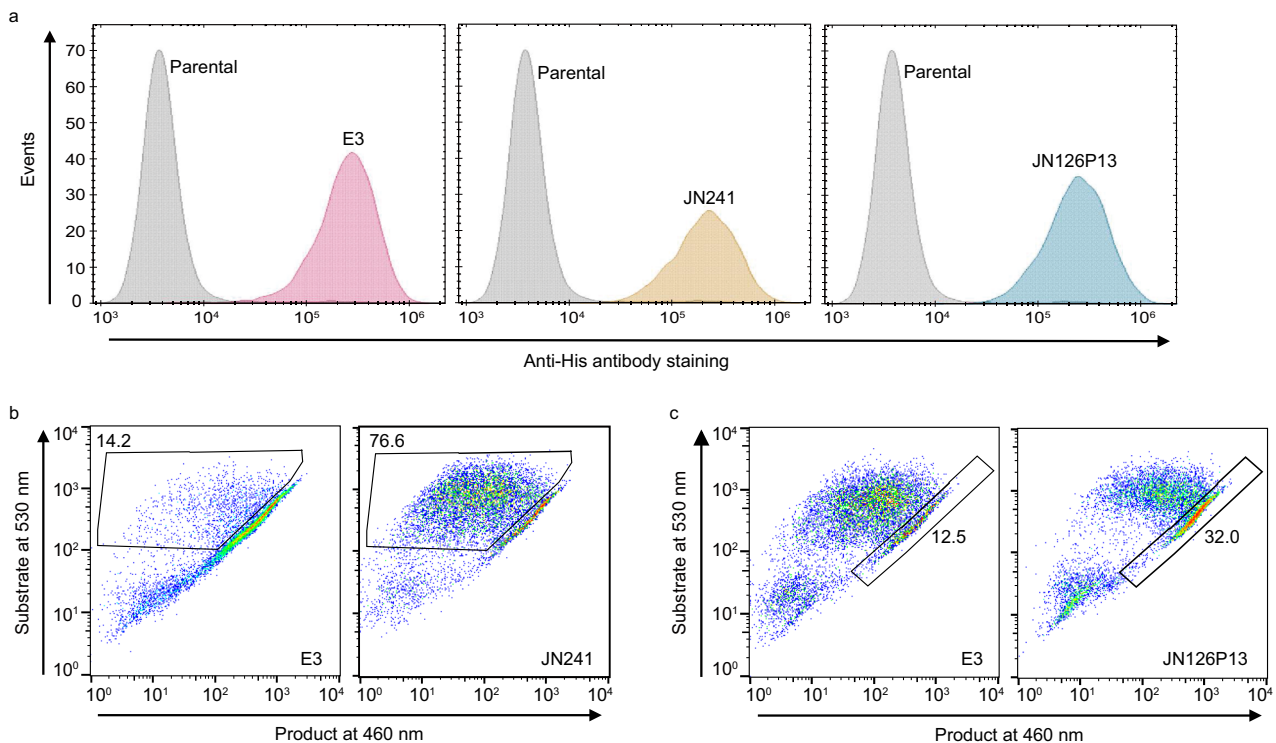 a
70
60
50
40
30
20
10
0
Events
Parental
E3
Parental
JN241
Parental
JN126P13
10³ 10⁴ 10⁵ 10⁶
10³ 10⁴ 10⁵ 10⁶
10³ 10⁴ 10⁵ 10⁶
Anti-His antibody staining
b
Substrate at 530 nm
10⁴
10³
10²
10¹
10⁰
14.2
E3
76.6
JN241
10⁰ 10¹ 10² 10³ 10⁴
10⁰ 10¹ 10² 10³ 10⁴
Product at 460 nm
c
Substrate at 530 nm
10⁴
10³
10²
10¹
10⁰
12.5
E3
32.0
JN126P13
10⁰ 10¹ 10² 10³ 10⁴
10⁰ 10¹ 10² 10³ 10⁴
Product at 460 nm